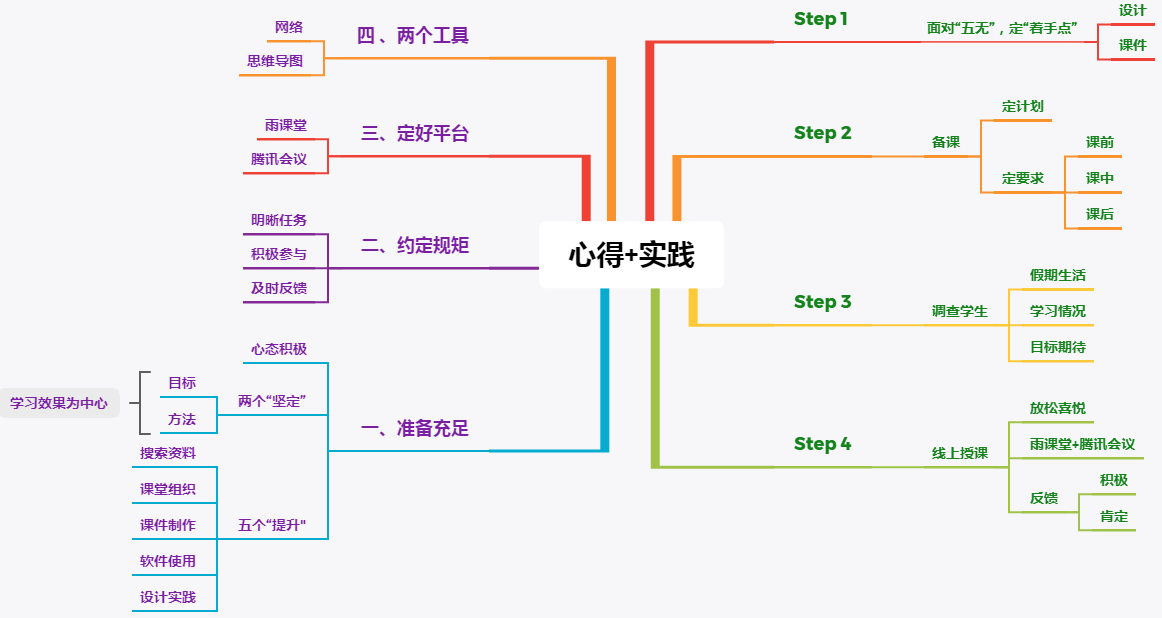 心得+实践
Step 1
面对“五无”，定“着手点”
设计
课件
Step 2
备课
定计划
定要求
课前
课中
课后
Step 3
调查学生
假期生活
学习情况
目标期待
Step 4
线上授课
放松喜悦
雨课堂+腾讯会议
反馈
积极
肯定
四 、两个工具
网络
思维导图
三、定好平台
雨课堂
腾讯会议
二、约定规矩
明晰任务
积极参与
及时反馈
一、准备充足
心态积极
两个“坚定”
目标
方法
学习效果为中心
五个“提升"
搜索资料
课堂组织
课件制作
软件使用
设计实践